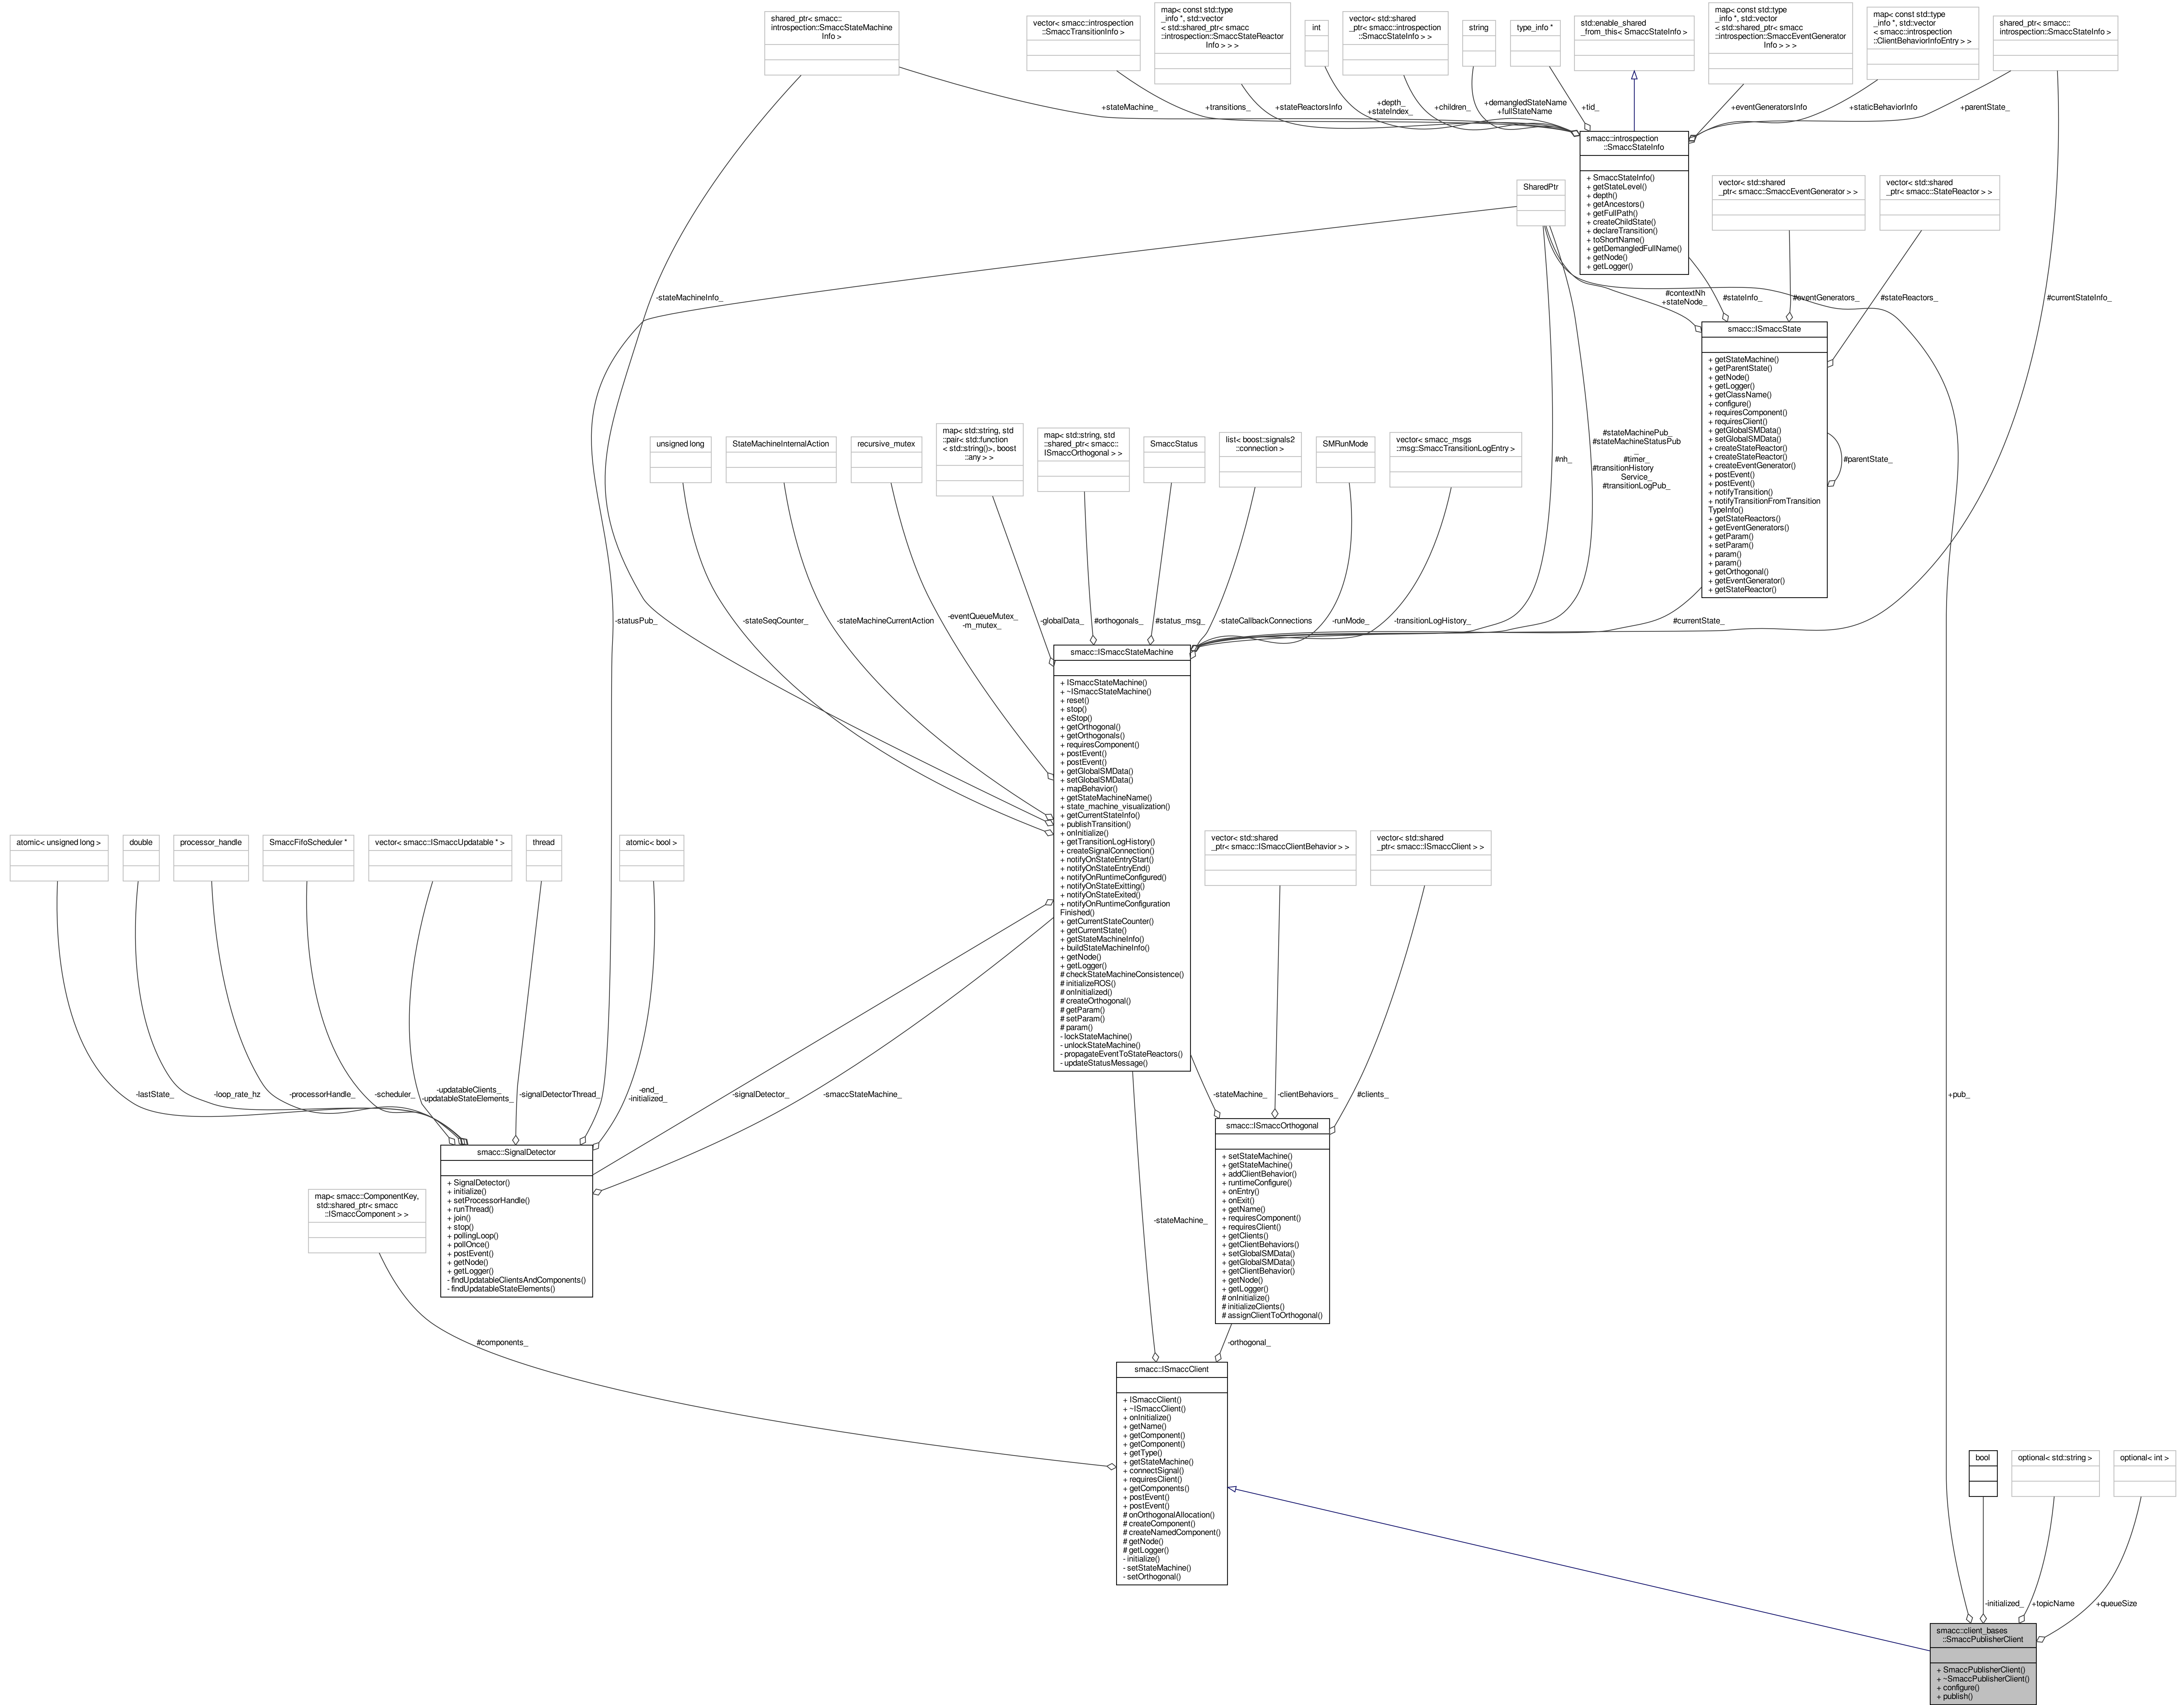 shared_ptr< smacc::
introspection::SmaccStateMachine
Info >
vector< smacc::introspection
::SmaccTransitionInfo >
map< const std::type
_info *, std::vector
< std::shared_ptr< smacc
::introspection::SmaccStateReactor
Info > > >
int
vector< std::shared
_ptr< smacc::introspection
::SmaccStateInfo > >
string
type_info *
std::enable_shared
_from_this< SmaccStateInfo >
map< const std::type
_info *, std::vector
< std::shared_ptr< smacc
::introspection::SmaccEventGenerator
Info > > >
map< const std::type
_info *, std::vector
< smacc::introspection
::ClientBehaviorInfoEntry > >
shared_ptr< smacc::
introspection::SmaccStateInfo >
+stateMachine_
+transitions_
+stateReactorsInfo
+depth_
+stateIndex_
+children_
+demangledStateName
+fullStateName
+tid_
+eventGeneratorsInfo
+staticBehaviorInfo
+parentState_
smacc::introspection
::SmaccStateInfo
+ SmaccStateInfo()
+ getStateLevel()
+ depth()
+ getAncestors()
+ getFullPath()
+ createChildState()
+ declareTransition()
+ toShortName()
+ getDemangledFullName()
+ getNode()
+ getLogger()
SharedPtr
vector< std::shared
_ptr< smacc::SmaccEventGenerator > >
vector< std::shared
_ptr< smacc::StateReactor > >
-stateMachineInfo_
#contextNh
+stateNode_
#stateInfo_
#eventGenerators_
#stateReactors_
#currentStateInfo_
smacc::ISmaccState
+ getStateMachine()
+ getParentState()
+ getNode()
+ getLogger()
+ getClassName()
+ configure()
+ requiresComponent()
+ requiresClient()
+ getGlobalSMData()
+ setGlobalSMData()
+ createStateReactor()
+ createStateReactor()
+ createEventGenerator()
+ postEvent()
+ postEvent()
+ notifyTransition()
+ notifyTransitionFromTransition
TypeInfo()
+ getStateReactors()
+ getEventGenerators()
+ getParam()
+ setParam()
+ param()
+ param()
+ getOrthogonal()
+ getEventGenerator()
+ getStateReactor()
#parentState_
unsigned long
StateMachineInternalAction
recursive_mutex
map< std::string, std
::pair< std::function
< std::string()>, boost
::any > >
map< std::string, std
::shared_ptr< smacc::
ISmaccOrthogonal > >
SmaccStatus
list< boost::signals2
::connection >
SMRunMode
vector< smacc_msgs
::msg::SmaccTransitionLogEntry >
#nh_
#stateMachinePub_
#stateMachineStatusPub
_
#timer_
#transitionHistory
Service_
#transitionLogPub_
-statusPub_
-stateSeqCounter_
-stateMachineCurrentAction
-eventQueueMutex_
-m_mutex_
-globalData_
#orthogonals_
#status_msg_
-stateCallbackConnections
-runMode_
-transitionLogHistory_
#currentState_
smacc::ISmaccStateMachine
+ ISmaccStateMachine()
+ ~ISmaccStateMachine()
+ reset()
+ stop()
+ eStop()
+ getOrthogonal()
+ getOrthogonals()
+ requiresComponent()
+ postEvent()
+ postEvent()
+ getGlobalSMData()
+ setGlobalSMData()
+ mapBehavior()
+ getStateMachineName()
+ state_machine_visualization()
+ getCurrentStateInfo()
+ publishTransition()
+ onInitialize()
+ getTransitionLogHistory()
+ createSignalConnection()
+ notifyOnStateEntryStart()
+ notifyOnStateEntryEnd()
+ notifyOnRuntimeConfigured()
+ notifyOnStateExitting()
+ notifyOnStateExited()
+ notifyOnRuntimeConfiguration
Finished()
+ getCurrentStateCounter()
+ getCurrentState()
+ getStateMachineInfo()
+ buildStateMachineInfo()
+ getNode()
+ getLogger()
# checkStateMachineConsistence()
# initializeROS()
# onInitialized()
# createOrthogonal()
# getParam()
# setParam()
# param()
- lockStateMachine()
- unlockStateMachine()
- propagateEventToStateReactors()
- updateStatusMessage()
atomic< unsigned long >
double
processor_handle
SmaccFifoScheduler *
vector< smacc::ISmaccUpdatable * >
thread
atomic< bool >
vector< std::shared
_ptr< smacc::ISmaccClientBehavior > >
vector< std::shared
_ptr< smacc::ISmaccClient > >
-lastState_
-loop_rate_hz
-processorHandle_
-scheduler_
-updatableClients_
-updatableStateElements_
-signalDetectorThread_
-end_
-initialized_
-signalDetector_
-smaccStateMachine_
-stateMachine_
-clientBehaviors_
#clients_
+pub_
smacc::SignalDetector
+ SignalDetector()
+ initialize()
+ setProcessorHandle()
+ runThread()
+ join()
+ stop()
+ pollingLoop()
+ pollOnce()
+ postEvent()
+ getNode()
+ getLogger()
- findUpdatableClientsAndComponents()
- findUpdatableStateElements()
smacc::ISmaccOrthogonal
+ setStateMachine()
+ getStateMachine()
+ addClientBehavior()
+ runtimeConfigure()
+ onEntry()
+ onExit()
+ getName()
+ requiresComponent()
+ requiresClient()
+ getClients()
+ getClientBehaviors()
+ setGlobalSMData()
+ getGlobalSMData()
+ getClientBehavior()
+ getNode()
+ getLogger()
# onInitialize()
# initializeClients()
# assignClientToOrthogonal()
map< smacc::ComponentKey,
std::shared_ptr< smacc
::ISmaccComponent > >
-stateMachine_
#components_
-orthogonal_
smacc::ISmaccClient
+ ISmaccClient()
+ ~ISmaccClient()
+ onInitialize()
+ getName()
+ getComponent()
+ getComponent()
+ getType()
+ getStateMachine()
+ connectSignal()
+ requiresClient()
+ getComponents()
+ postEvent()
+ postEvent()
# onOrthogonalAllocation()
# createComponent()
# createNamedComponent()
# getNode()
# getLogger()
- initialize()
- setStateMachine()
- setOrthogonal()
bool
optional< std::string >
optional< int >
-initialized_
+topicName
+queueSize
smacc::client_bases
::SmaccPublisherClient
+ SmaccPublisherClient()
+ ~SmaccPublisherClient()
+ configure()
+ publish()